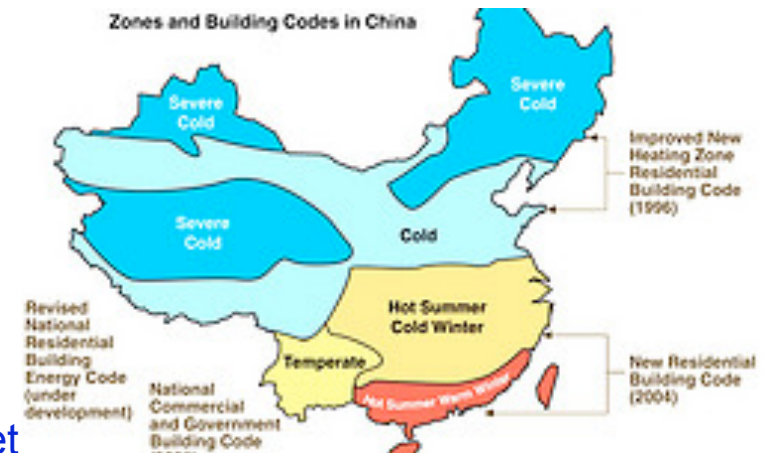 Zones and Building Codes in China
Severe
Cold
Severe
Cold
Improved New
Heating Zone
Residential
Building Code
(1996)
Severe
Cold
Cold
Revised
National
Residential
Building
Energy Code
(under
development)
Hot Summer
Cold Winter
Temperate
Hot Summer Warm Winter
New Residential
Building Code
(2004)
National
Commercial
and Government
Building Code
et